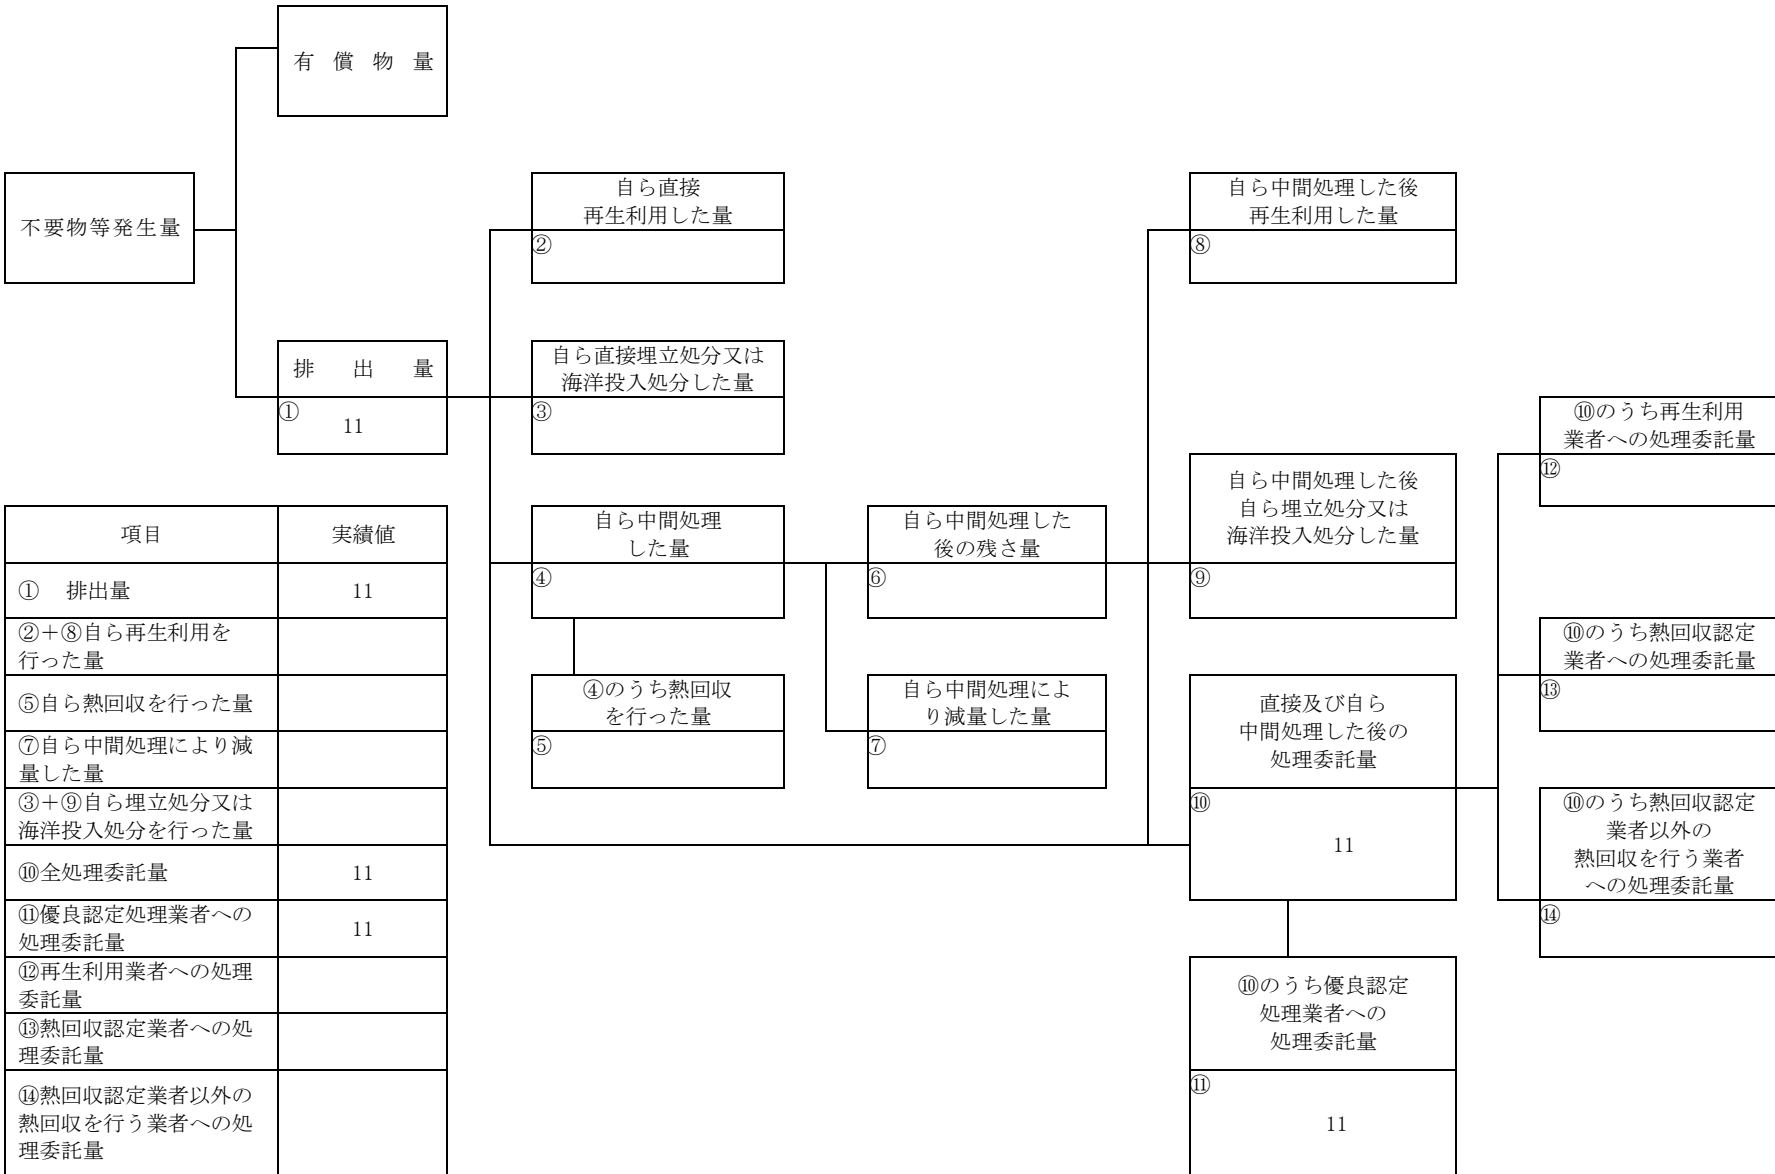 有償物量
不要物等発生量
排出量
①
11
自ら直接
再生利用した量
②
自ら直接埋立処分又は
海洋投入処分した量
③
自ら中間処理
した量
④
④のうち熱回収
を行った量
⑤
自ら中間処理した
後の残さ量
⑥
自ら中間処理によ
り減量した量
⑦
自ら中間処理した後
再生利用した量
⑧
自ら中間処理した後
自ら埋立処分又は
海洋投入処分した量
⑨
直接及び自ら
中間処理した後の
処理委託量
⑩
11
⑩のうち優良認定
処理業者への
処理委託量
⑪
11
⑩のうち再生利用
業者への処理委託量
⑫
⑩のうち熱回収認定
業者への処理委託量
⑬
⑩のうち熱回収認定
業者以外の
熱回収を行う業者
への処理委託量
⑭
項目 実績値
① 排出量 11
②+⑧自ら再生利用を
行った量
⑤自ら熱回収を行った量
⑦自ら中間処理により減
量した量
③+⑨自ら埋立処分又は
海洋投入処分を行った量
⑩全処理委託量 11
⑪優良認定処理業者への
処理委託量 11
⑫再生利用業者への処理
委託量
⑬熱回収認定業者への処
理委託量
⑭熱回収認定業者以外の
熱回収を行う業者への処
理委託量